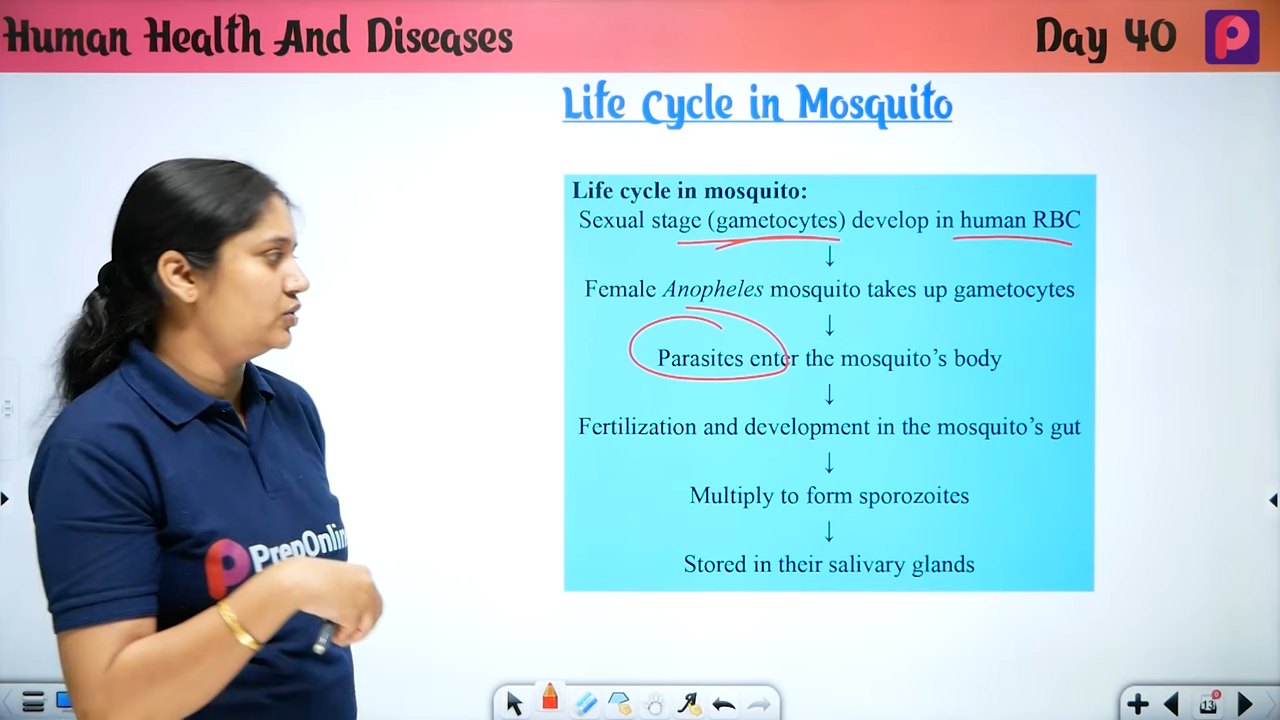 Human Health And Diseases
Day 40
Life Cycle in Mosquito
Life cycle in mosquito:
Sexual stage (gametocytes) develop in human RBC
↓
Female Anopheles mosquito takes up gametocytes
↓
Parasites enter the mosquito’s body
↓
Fertilization and development in the mosquito’s gut
↓
Multiply to form sporozoites
↓
Stored in their salivary glands
PrepOnlin
13